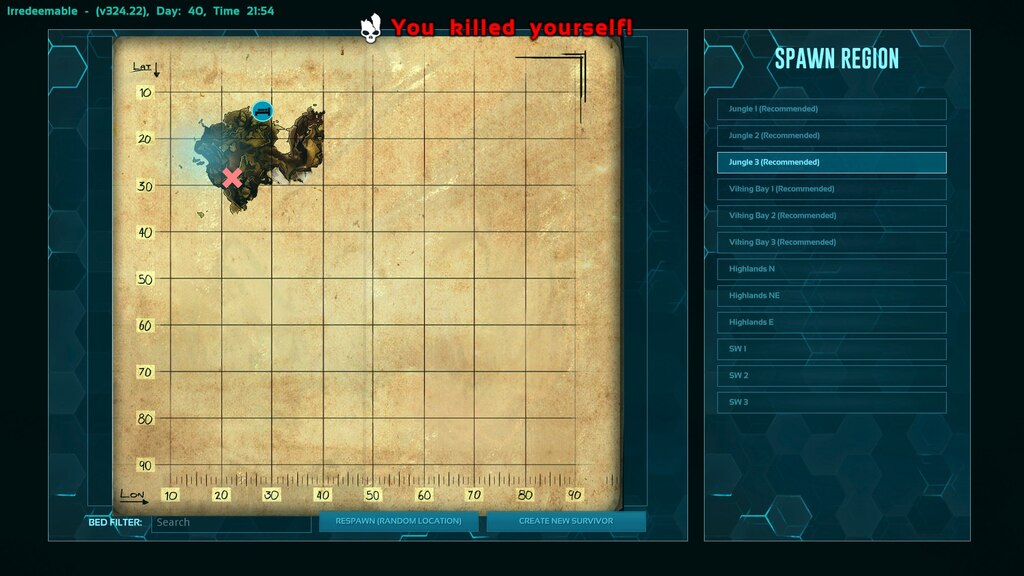 Irredeemable - (v324.22), Day: 40, Time 21:54
You killed yourself!
LAT
10
20
30
40
50
60
70
80
90
LON 10 20 30 40 50 60 70 80 90
BED FILTER: Search
RESPAWN (RANDOM LOCATION)
CREATE NEW SURVIVOR
SPAWN REGION
Jungle 1 (Recommended)
Jungle 2 (Recommended)
Jungle 3 (Recommended)
Viking Bay 1 (Recommended)
Viking Bay 2 (Recommended)
Viking Bay 3 (Recommended)
Highlands N
Highlands NE
Highlands E
SW 1
SW 2
SW 3